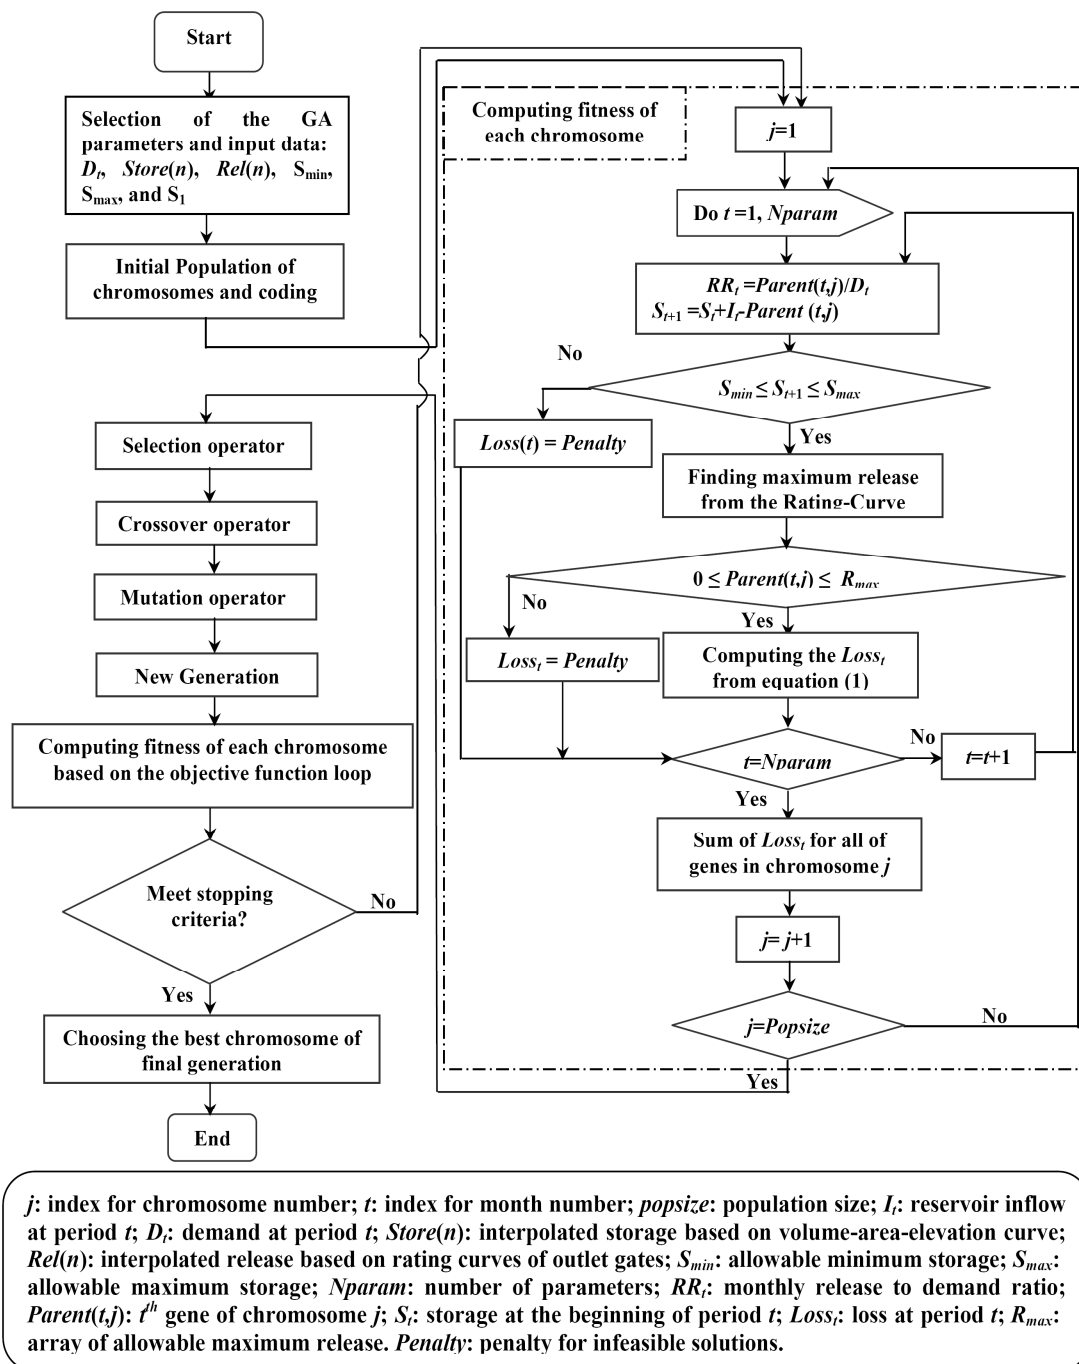 Start
Selection of the GA
parameters and input data:
Dt, Store(n), Rel(n), Smin,
Smax, and S1
Initial Population of
chromosomes and coding
Selection operator
Crossover operator
Mutation operator
New Generation
Computing fitness of each chromosome
based on the objective function loop
Meet stopping
criteria?
No
Yes
Choosing the best chromosome of
final generation
End
Computing fitness of
each chromosome
j=1
Do t =1, Nparam
RRt =Parent(t,j)/Dt
St+1 =St+It-Parent (t,j)
No
Smin ≤ St+1 ≤ Smax
Loss(t) = Penalty
Yes
Finding maximum release
from the Rating-Curve
0 ≤ Parent(t,j) ≤ Rmax
No
Yes
Losst = Penalty
Computing the Losst
from equation (1)
t=Nparam
No
t=t+1
Yes
Sum of Losst for all of
genes in chromosome j
j= j+1
j=Popsize
No
Yes
j: index for chromosome number; t: index for month number; popsize: population size; It: reservoir inflow
at period t; Dt: demand at period t; Store(n): interpolated storage based on volume-area-elevation curve;
Rel(n): interpolated release based on rating curves of outlet gates; Smin: allowable minimum storage; Smax:
allowable maximum storage; Nparam: number of parameters; RRt: monthly release to demand ratio;
Parent(t,j): tth gene of chromosome j; St: storage at the beginning of period t; Losst: loss at period t; Rmax:
array of allowable maximum release. Penalty: penalty for infeasible solutions.